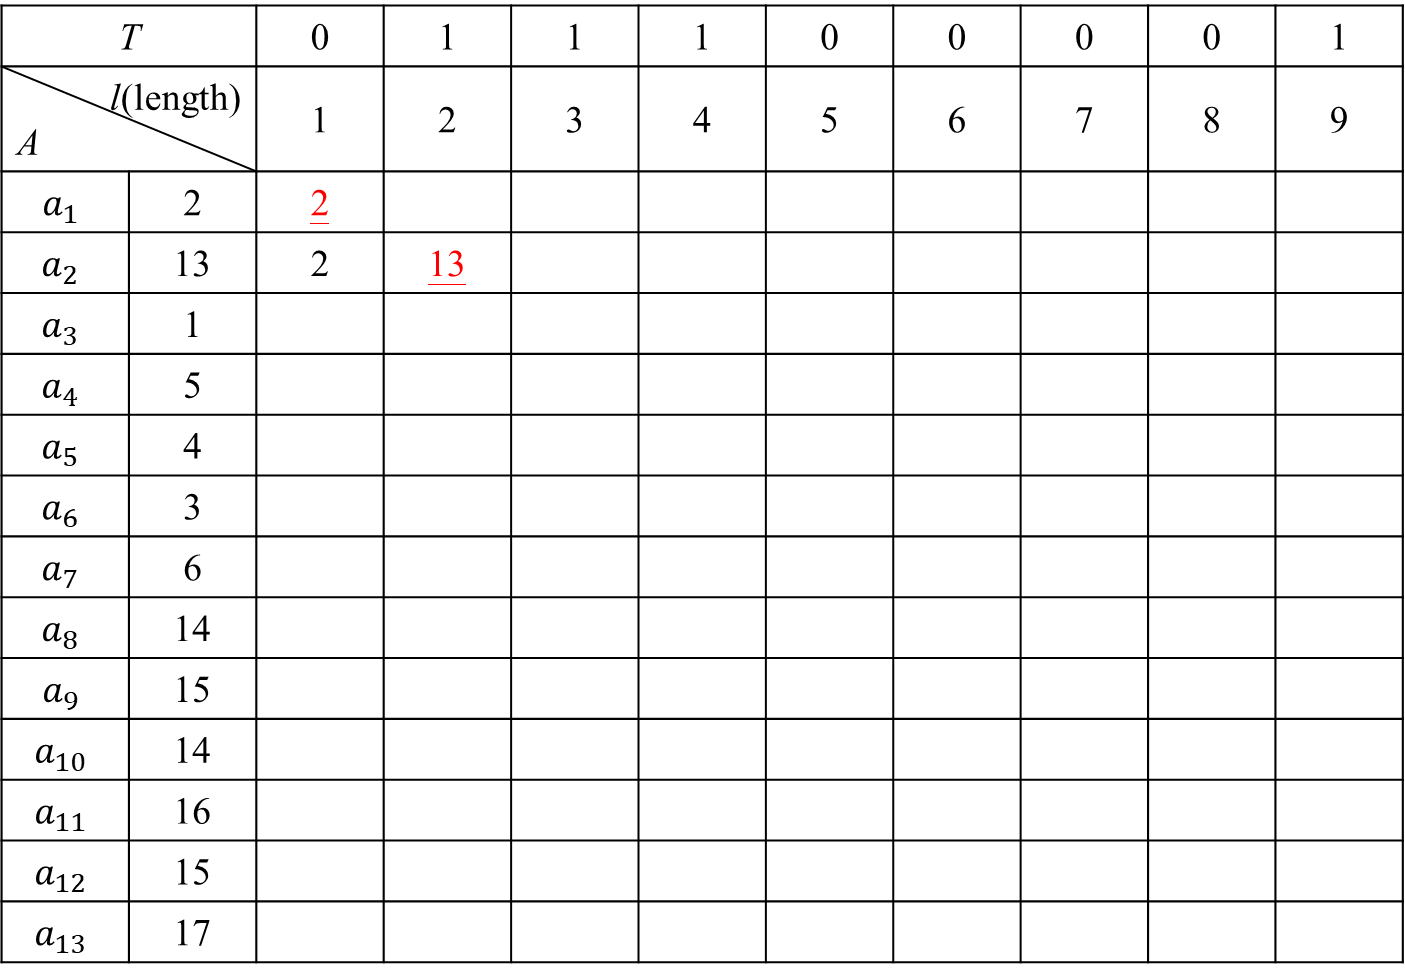 T 0 1 1 1 0 0 0 0 1
l(length)
A 1 2 3 4 5 6 7 8 9
a₁ 2 2
a₂ 13 2 13
a₃ 1
a₄ 5
a₅ 4
a₆ 3
a₇ 6
a₈ 14
a₉ 15
a₁₀ 14
a₁₁ 16
a₁₂ 15
a₁₃ 17